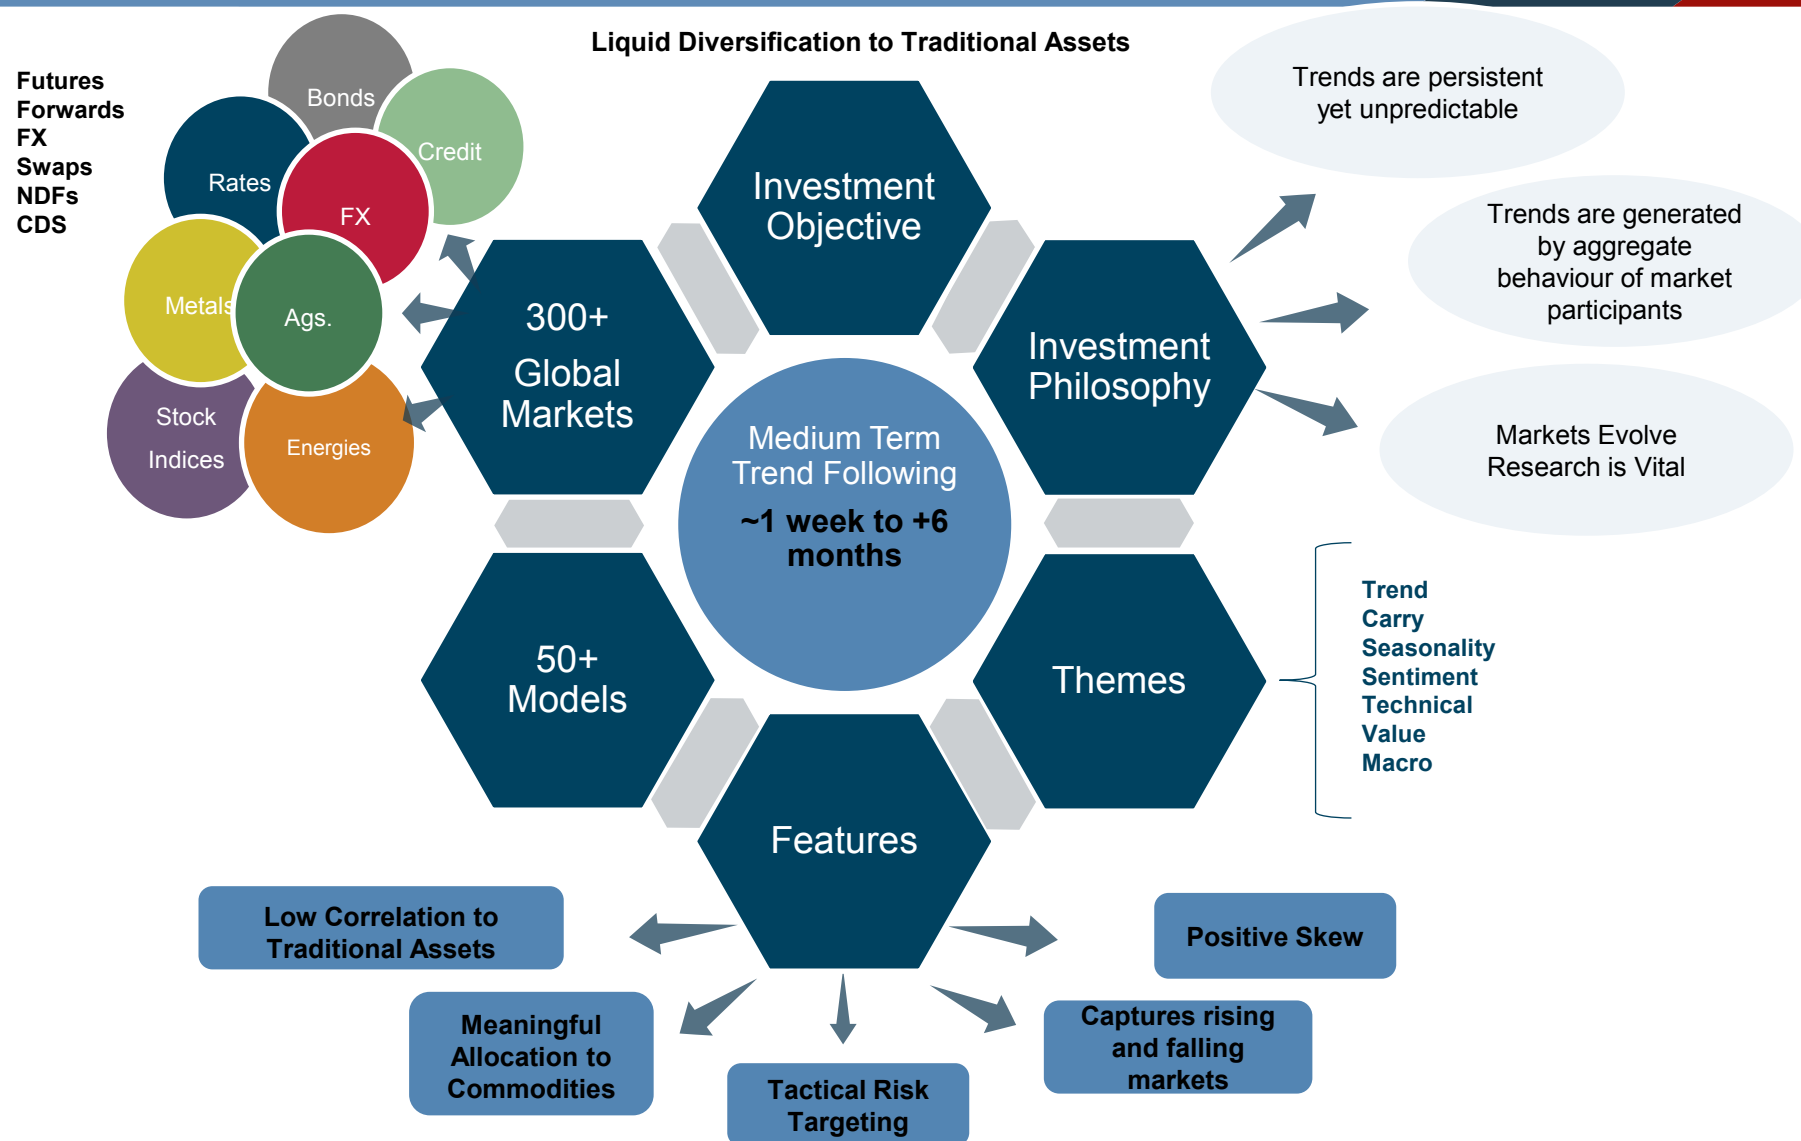 Liquid Diversification to Traditional Assets
Futures
Forwards
FX
Swaps
NDFs
CDS
Bonds
Credit
Rates
FX
Metals
Ags.
Stock
Indices
Energies
300+
Global
Markets
Investment
Objective
Investment
Philosophy
Trends are persistent
yet unpredictable
Trends are generated
by aggregate
behaviour of market
participants
Markets Evolve
Research is Vital
Medium Term
Trend Following
~1 week to +6
months
50+
Models
Themes
Trend
Carry
Seasonality
Sentiment
Technical
Value
Macro
Features
Low Correlation to
Traditional Assets
Meaningful
Allocation to
Commodities
Tactical Risk
Targeting
Captures rising
and falling
markets
Positive Skew